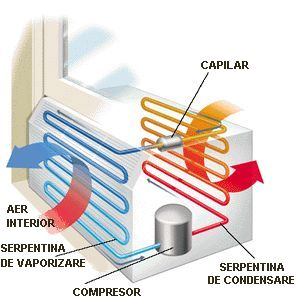 CAPILAR
AER
INTERIOR
SERPENTINA
DE VAPORIZARE
COMPRESOR
SERPENTINA
DE CONDENSARE